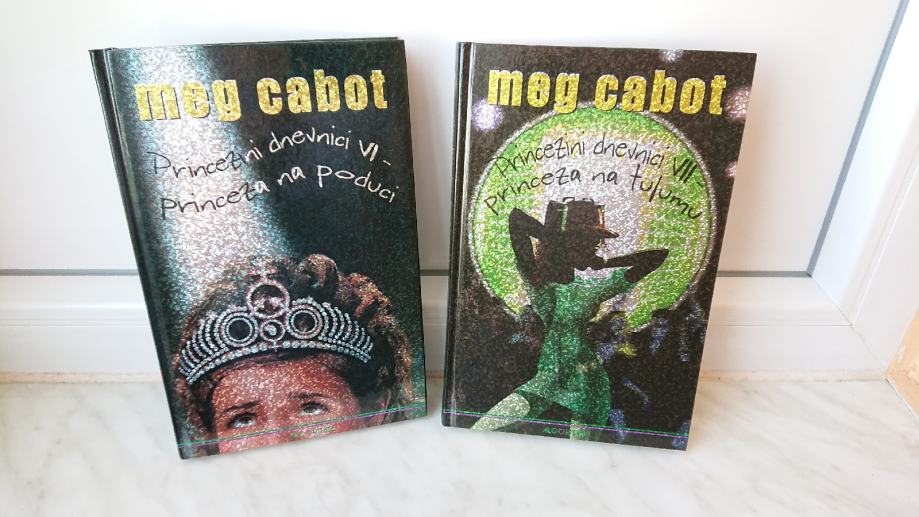 meg cabot
Princezini dnevnici VI -
princeza na poduci
meg cabot
Princezini dnevnici VII -
princeza na tulumu